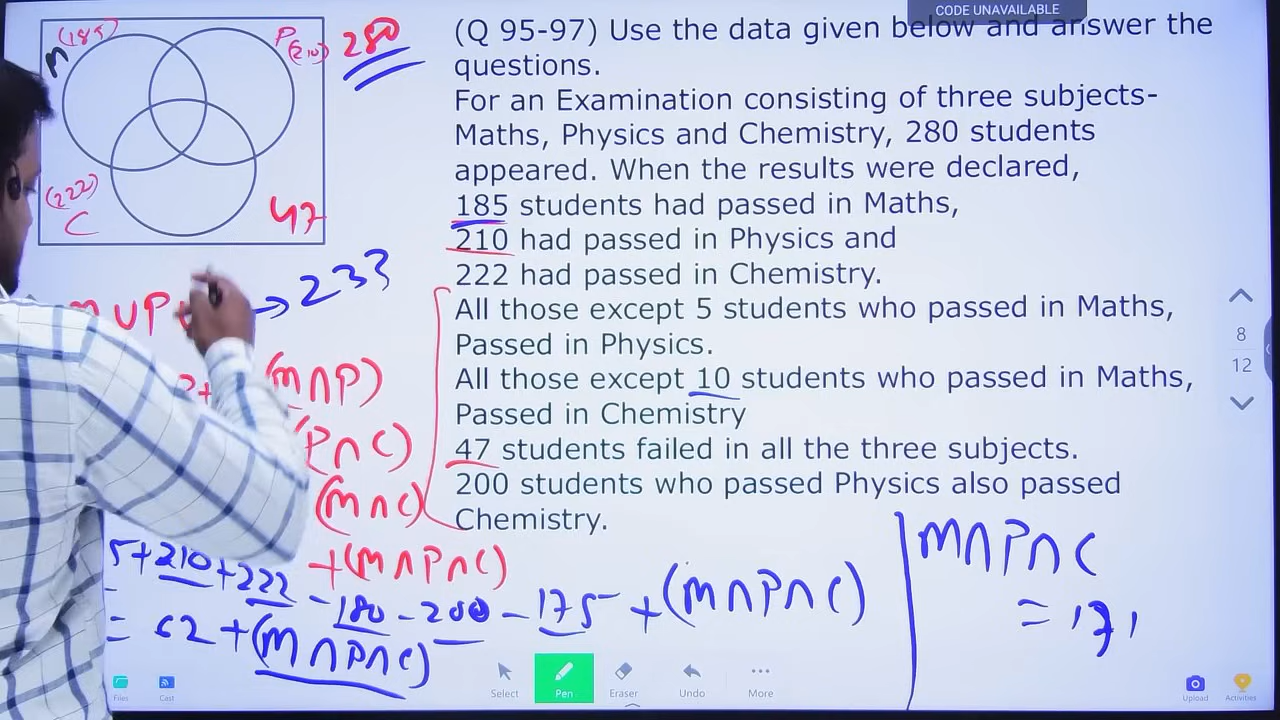 CODE UNAVAILABLE
(185)
M
P
(210)
280
(222)
C
47
(Q 95-97) Use the data given below and answer the
questions.
For an Examination consisting of three subjects-
Maths, Physics and Chemistry, 280 students
appeared. When the results were declared,
185 students had passed in Maths,
210 had passed in Physics and
222 had passed in Chemistry.
All those except 5 students who passed in Maths,
Passed in Physics.
All those except 10 students who passed in Maths,
Passed in Chemistry
47 students failed in all the three subjects.
200 students who passed Physics also passed
Chemistry.
∪P → 233
(M∩P)
(P∩C)
(M∩C)
+(M∩P∩C)
5+210+222 -180-200-175 +(M∩P∩C)
= 62 +(M∩P∩C)
M∩P∩C
= 171
8
12
Files
Cast
Select
Pen
Eraser
Undo
More
Upload
Activities